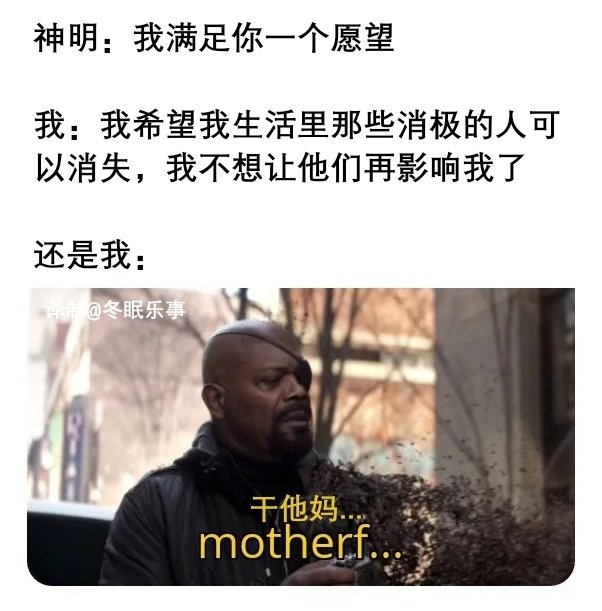 神明：我满足你一个愿望
我：我希望我生活里那些消极的人可
以消失，我不想让他们再影响我了
还是我：
译制@冬眠乐事
干他妈...
motherf...